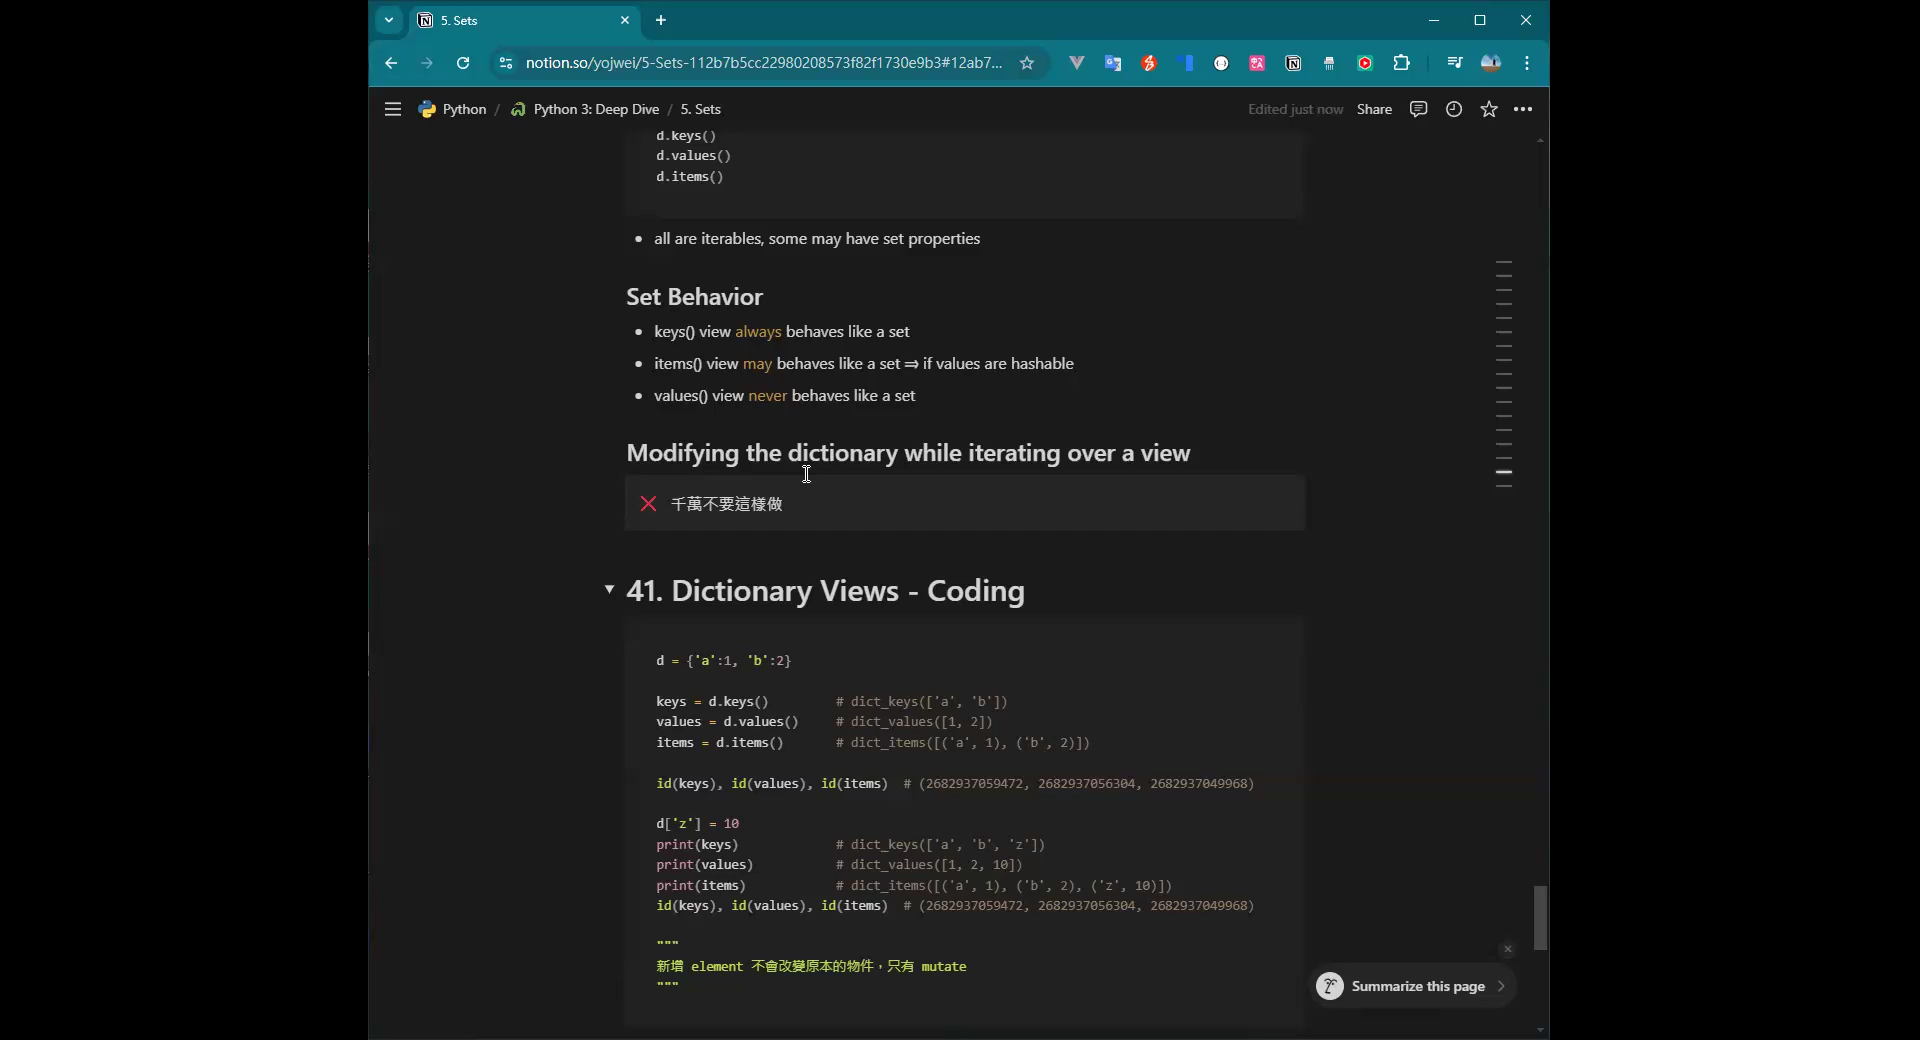 5. Sets
notion.so/yojwei/5-Sets-112b7b5cc22980208573f82f1730e9b3#12ab7...
Python / Python 3: Deep Dive / 5. Sets
Edited just now Share
d.keys()
d.values()
d.items()
• all are iterables, some may have set properties
Set Behavior
• keys() view always behaves like a set
• items() view may behaves like a set ⇒ if values are hashable
• values() view never behaves like a set
Modifying the dictionary while iterating over a view
❌ 千萬不要這樣做
41. Dictionary Views - Coding
d = {'a':1, 'b':2}
keys = d.keys() # dict_keys(['a', 'b'])
values = d.values() # dict_values([1, 2])
items = d.items() # dict_items([('a', 1), ('b', 2)])
id(keys), id(values), id(items) # (2682937059472, 2682937056304, 2682937049968)
d['z'] = 10
print(keys) # dict_keys(['a', 'b', 'z'])
print(values) # dict_values([1, 2, 10])
print(items) # dict_items([('a', 1), ('b', 2), ('z', 10)])
id(keys), id(values), id(items) # (2682937059472, 2682937056304, 2682937049968)
"""
新增 element 不會改變原本的物件，只有 mutate
"""
Summarize this page